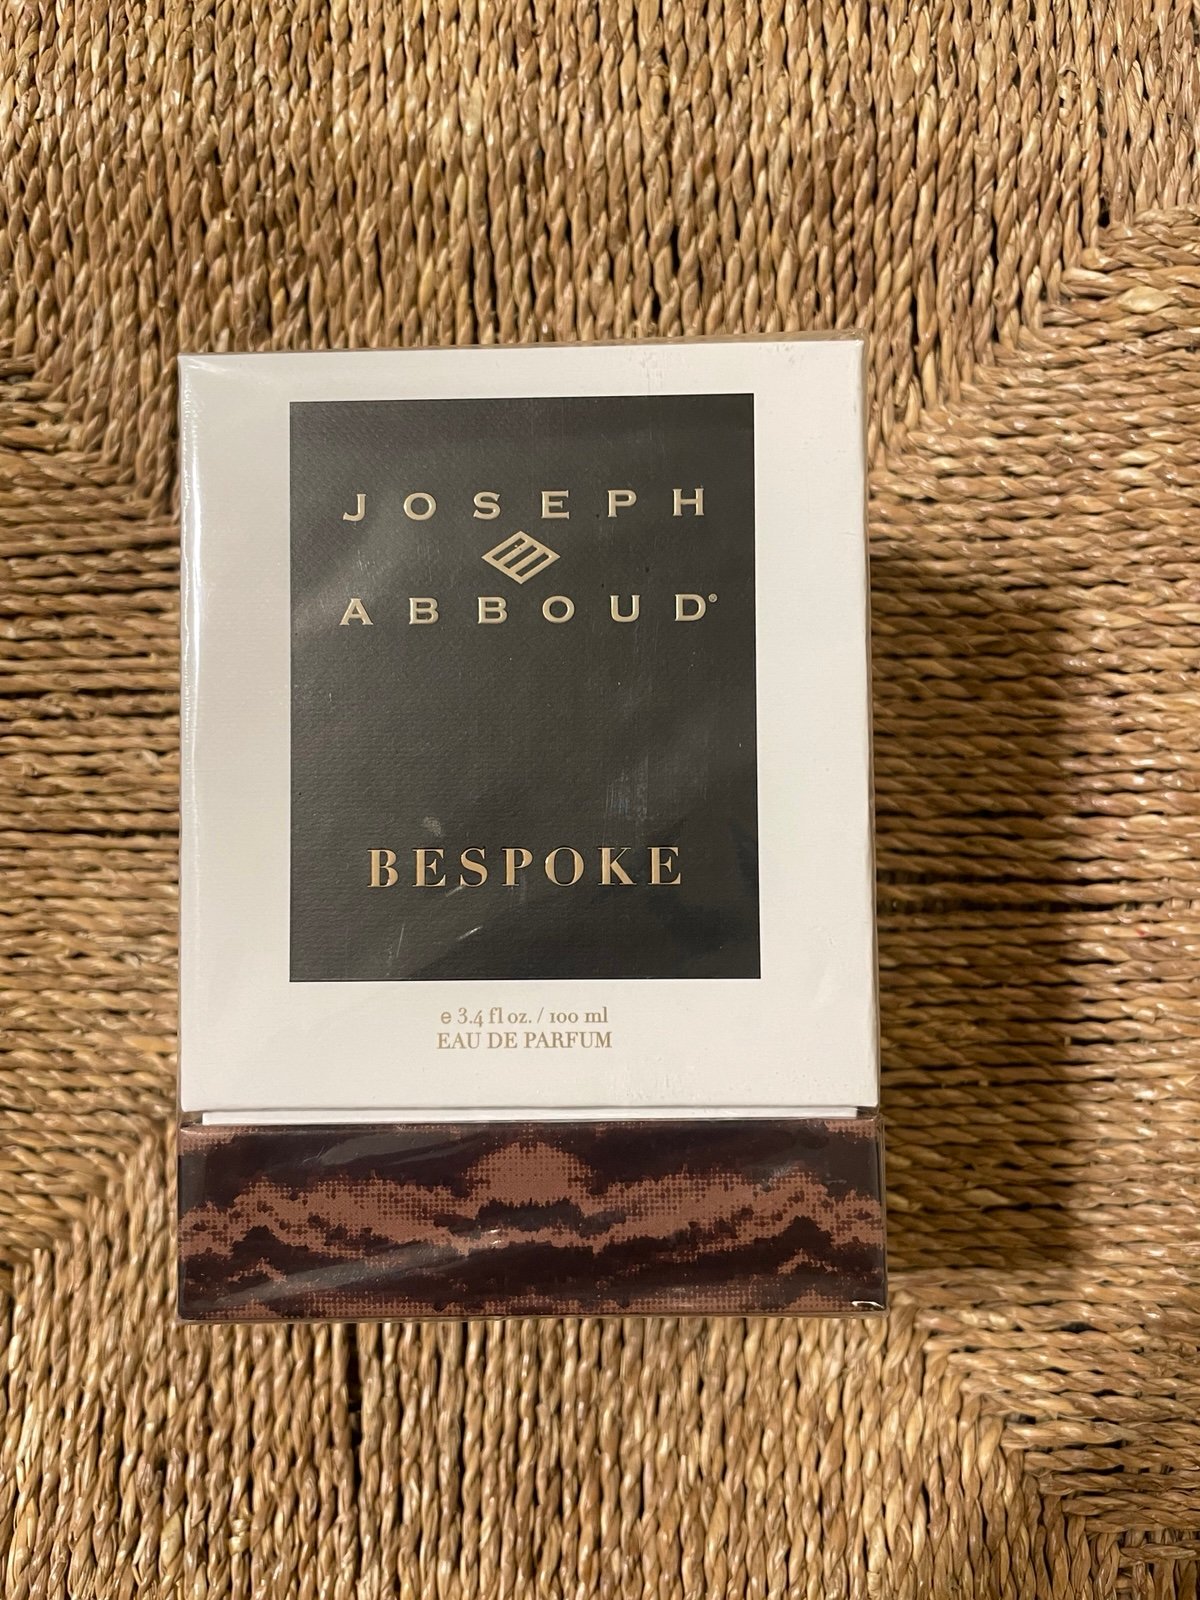 JOSEPH
ABBOUD®
BESPOKE
℮ 3.4 fl oz. / 100 ml
EAU DE PARFUM